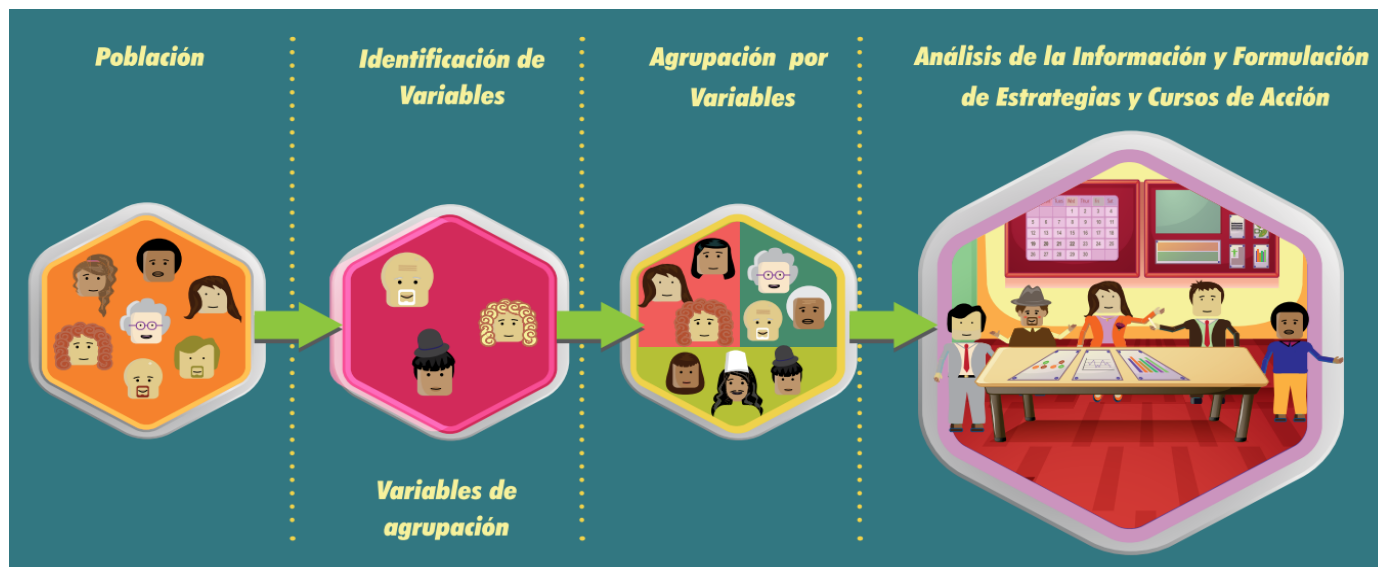 Población
Identificación de
Variables
Agrupación por
Variables
Análisis de la Información y Formulación
de Estrategias y Cursos de Acción
Variables de
agrupación